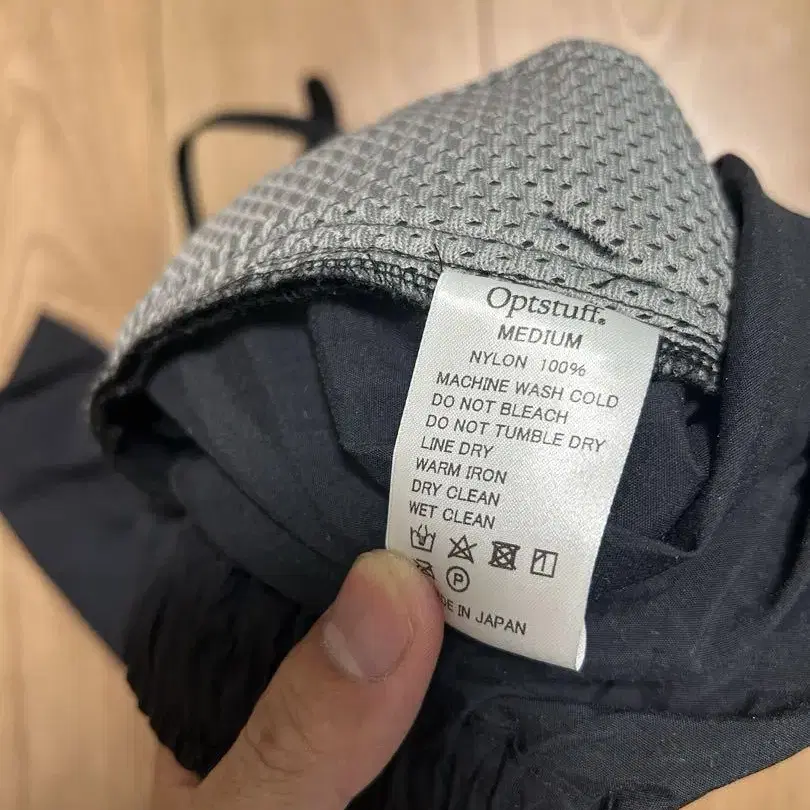 Optstuff.
MEDIUM
NYLON 100%
MACHINE WASH COLD
DO NOT BLEACH
DO NOT TUMBLE DRY
LINE DRY
WARM IRON
DRY CLEAN
WET CLEAN
P
IN JAPAN